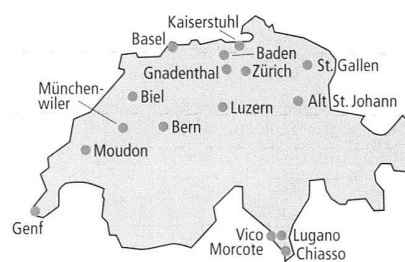 Kaiserstuhl
Basel
Baden
Gnadenthal
Zürich
St. Gallen
München-
wiler
Biel
Luzern
Alt St. Johann
Bern
Moudon
Genf
Vico
Lugano
Morcote
Chiasso